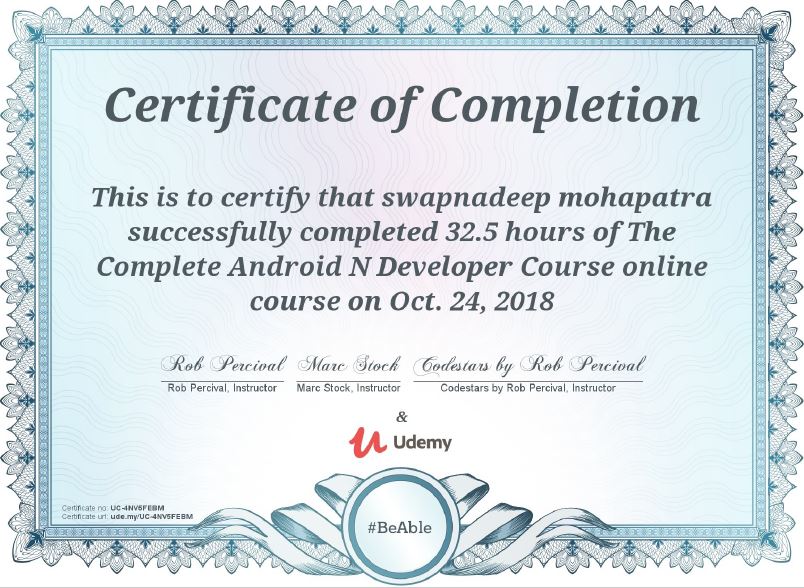 Certificate of Completion
This is to certify that swapnadeep mohapatra
successfully completed 32.5 hours of The
Complete Android N Developer Course online
course on Oct. 24, 2018
Rob Percival Marc Stock Codestars by Rob Percival
Rob Percival, Instructor Marc Stock, Instructor Codestars by Rob Percival, Instructor
&
Udemy
Certificate no: UC-4NV5FEBM
Certificate url: ude.my/UC-4NV5FEBM
#BeAble